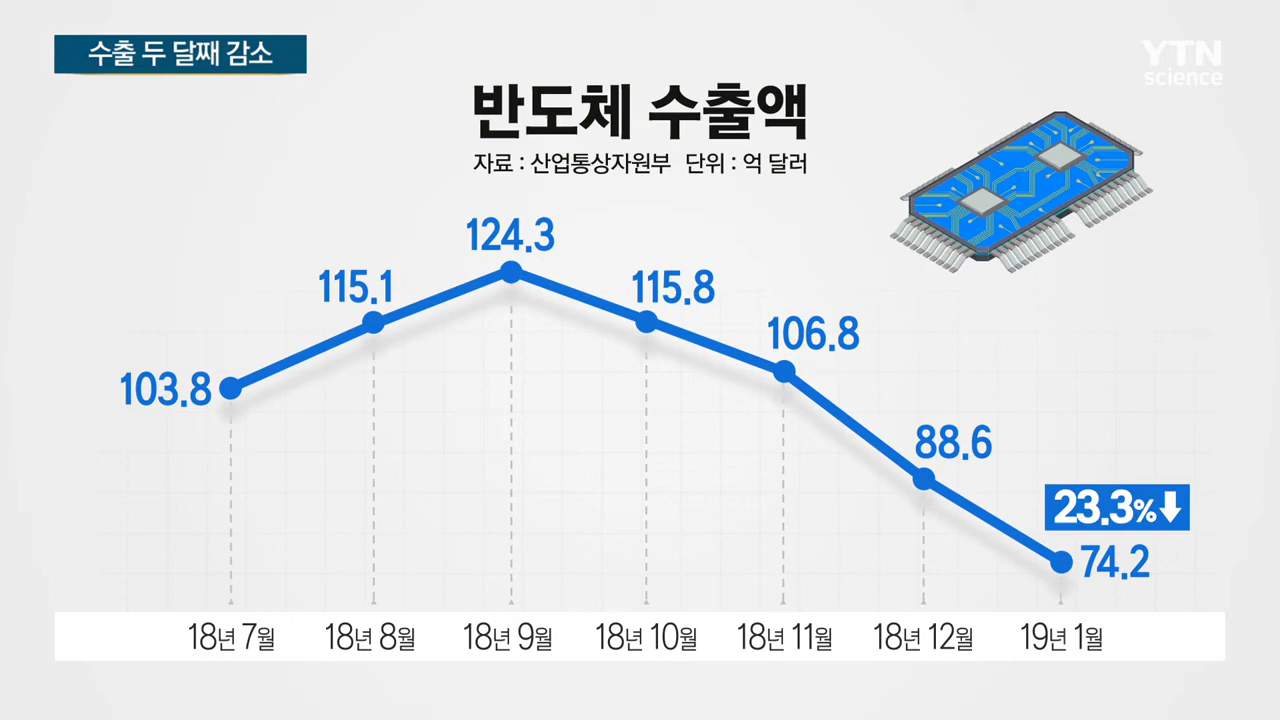 수출 두 달째 감소
YTN
science
반도체 수출액
자료 : 산업통상자원부 단위 : 억 달러
124.3
115.1
115.8
106.8
103.8
88.6
23.3%⬇
74.2
18년 7월 18년 8월 18년 9월 18년 10월 18년 11월 18년 12월 19년 1월